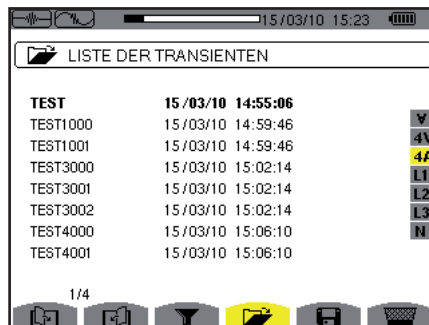 15/03/10 15:23
LISTE DER TRANSIENTEN
TEST 15/03/10 14:55:06
TEST1000 15/03/10 14:59:46
TEST1001 15/03/10 14:59:46
TEST3000 15/03/10 15:02:14
TEST3001 15/03/10 15:02:14
TEST3002 15/03/10 15:02:14
TEST4000 15/03/10 15:06:10
TEST4001 15/03/10 15:06:10
∀
4V
4A
L1
L2
L3
N
1/4